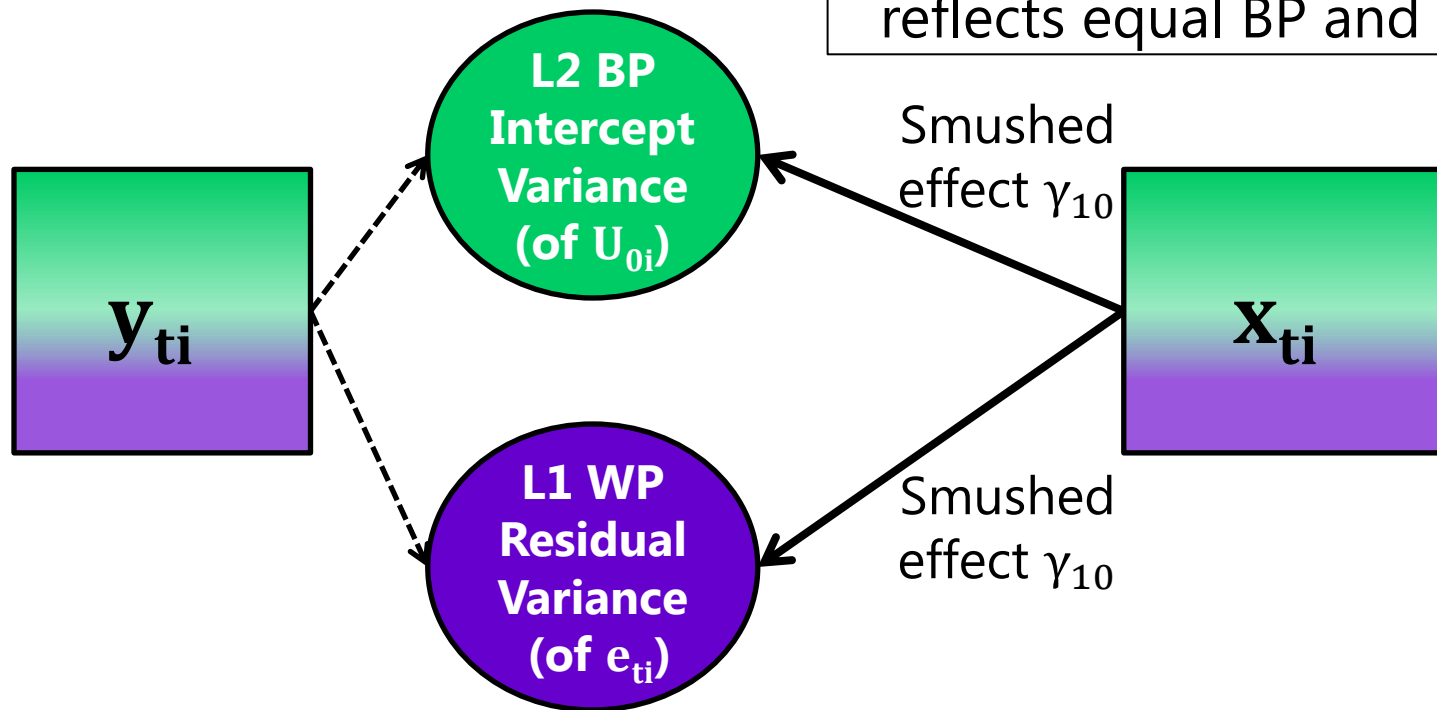 reflects equal BP and
L2 BP
Intercept
Variance
(of U₀ᵢ)
Smushed
effect γ₁₀
yₜᵢ
xₜᵢ
L1 WP
Residual
Variance
(of eₜᵢ)
Smushed
effect γ₁₀